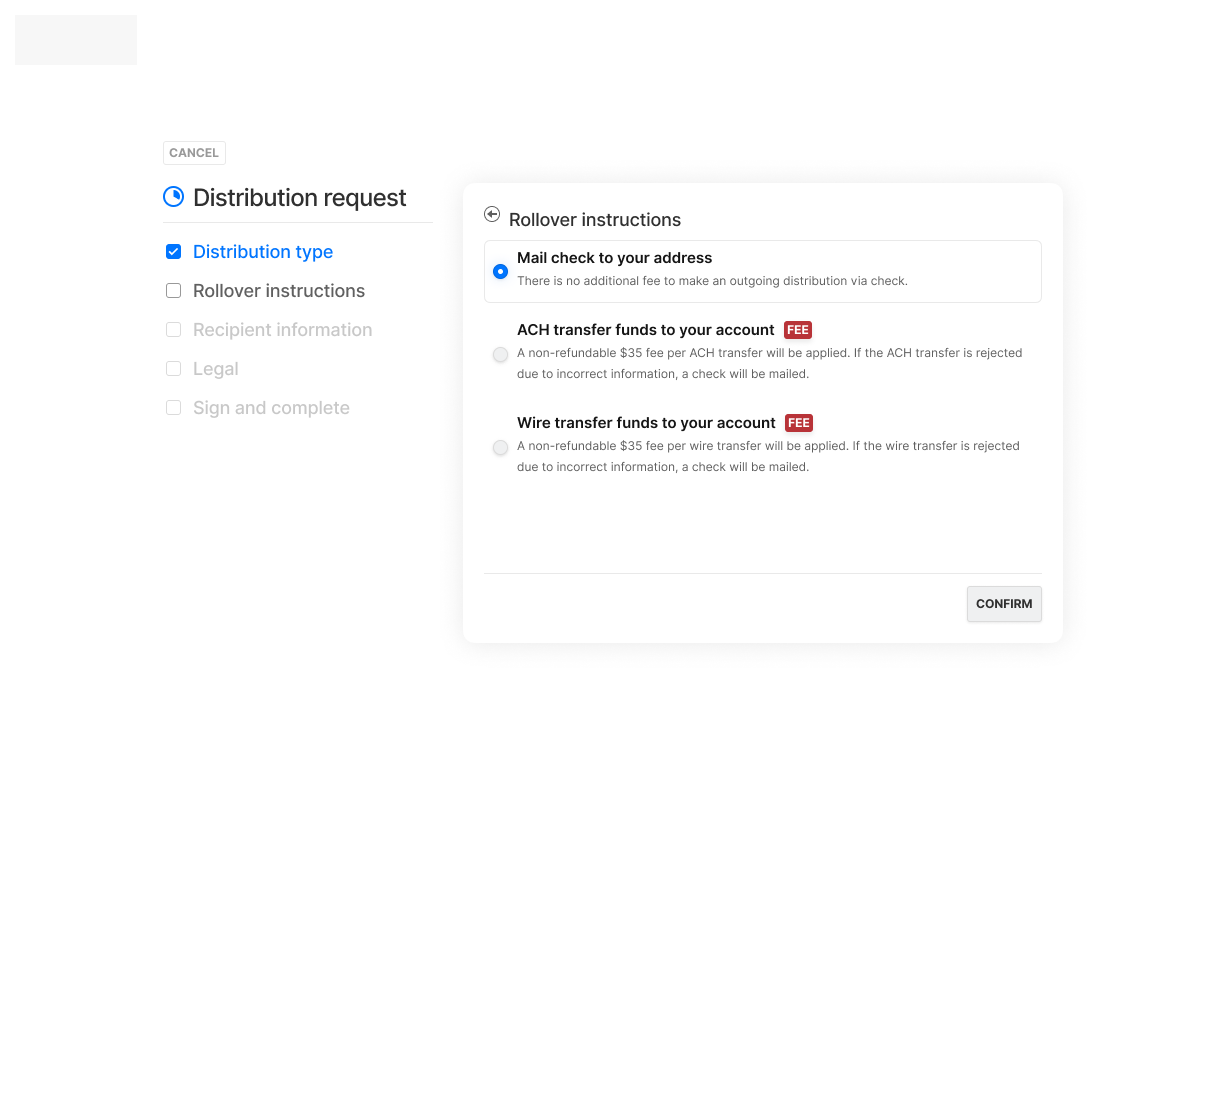 CANCEL
Distribution request
Distribution type
Rollover instructions
Recipient information
Legal
Sign and complete
Rollover instructions
Mail check to your address
There is no additional fee to make an outgoing distribution via check.
ACH transfer funds to your account FEE
A non-refundable $35 fee per ACH transfer will be applied. If the ACH transfer is rejected
due to incorrect information, a check will be mailed.
Wire transfer funds to your account FEE
A non-refundable $35 fee per wire transfer will be applied. If the wire transfer is rejected
due to incorrect information, a check will be mailed.
CONFIRM